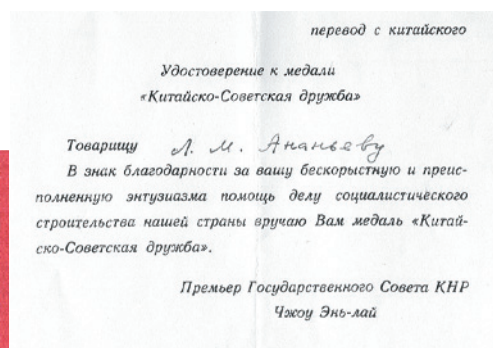 перевод с китайского
Удостоверение к медали
«Китайско-Советская дружба»
Товарищу Л. М. Ананьеву
В знак благодарности за вашу бескорыстную и преис-
полненную энтузиазма помощь делу социалистического
строительства нашей страны вручаю Вам медаль «Китай-
ско-Советская дружба».
Премьер Государственного Совета КНР
Чжоу Энь-лай